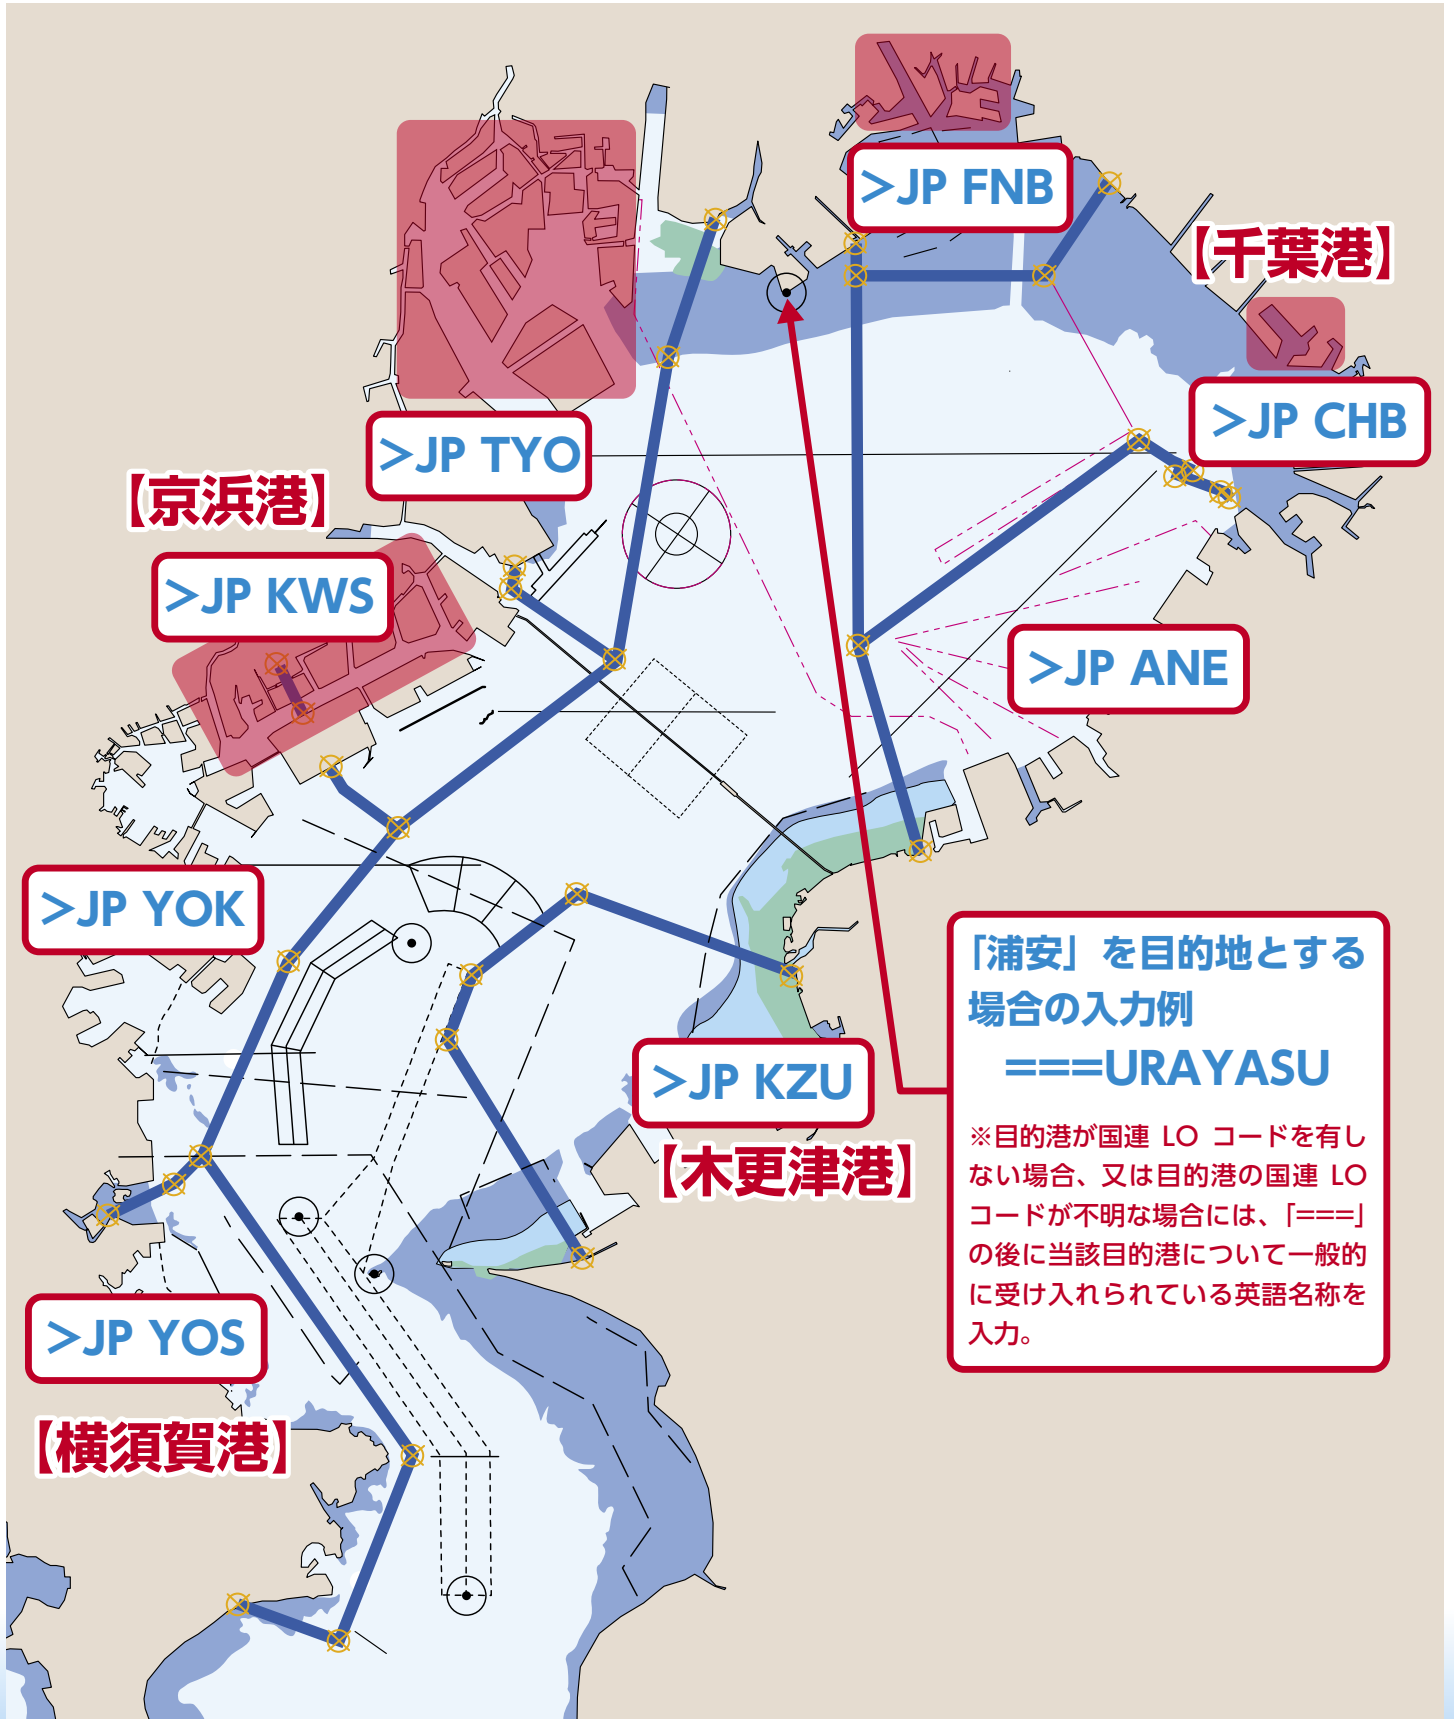 >JP FNB
【千葉港】
>JP CHB
>JP TYO
【京浜港】
>JP KWS
>JP ANE
>JP YOK
「浦安」を目的地とする
場合の入力例
===URAYASU
※目的港が国連 LO コードを有し
ない場合、又は目的港の国連 LO
コードが不明な場合には、「===」
の後に当該目的港について一般的
に受け入れられている英語名称を
入力。
>JP KZU
【木更津港】
>JP YOS
【横須賀港】